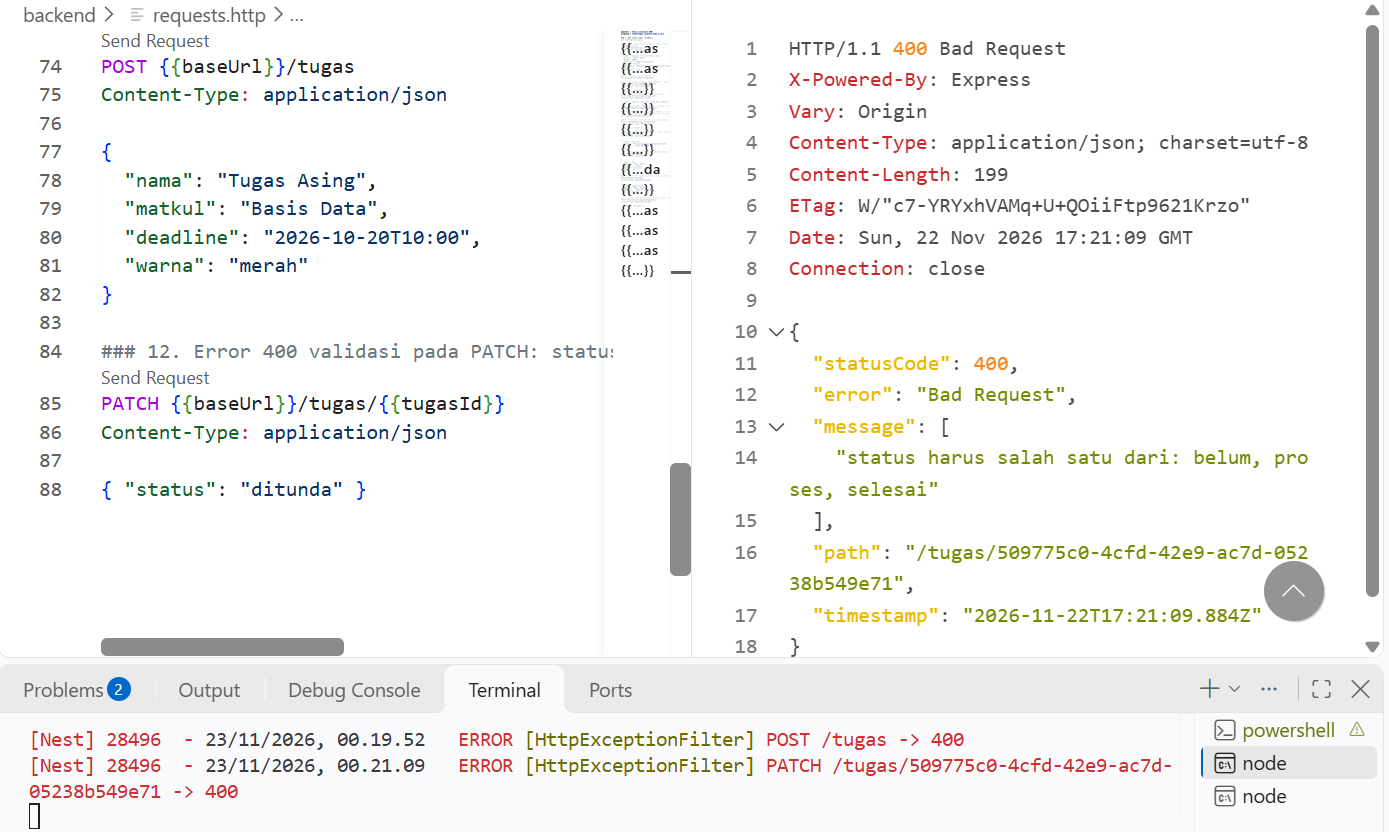 backend > requests.http > ...
Send Request
74 POST {{baseUrl}}/tugas
75 Content-Type: application/json
76
77 {
78 "nama": "Tugas Asing",
79 "matkul": "Basis Data",
80 "deadline": "2026-10-20T10:00",
81 "warna": "merah"
82 }
83
84 ### 12. Error 400 validasi pada PATCH: status
Send Request
85 PATCH {{baseUrl}}/tugas/{{tugasId}}
86 Content-Type: application/json
87
88 { "status": "ditunda" }
{{...as
{{...as
{{...}}
{{...}}
{{...}}
{{...}}
{{...da
{{...}}
{{...as
{{...as
{{...as
{{...}}
1 HTTP/1.1 400 Bad Request
2 X-Powered-By: Express
3 Vary: Origin
4 Content-Type: application/json; charset=utf-8
5 Content-Length: 199
6 ETag: W/"c7-YRYxhVAMq+U+QOiiFtp9621Krzo"
7 Date: Sun, 22 Nov 2026 17:21:09 GMT
8 Connection: close
9
10 {
11 "statusCode": 400,
12 "error": "Bad Request",
13 "message": [
14 "status harus salah satu dari: belum, pro
ses, selesai"
15 ],
16 "path": "/tugas/509775c0-4cfd-42e9-ac7d-052
38b549e71",
17 "timestamp": "2026-11-22T17:21:09.884Z"
18 }
Problems 2 Output Debug Console Terminal Ports
[Nest] 28496 - 23/11/2026, 00.19.52 ERROR [HttpExceptionFilter] POST /tugas -> 400
[Nest] 28496 - 23/11/2026, 00.21.09 ERROR [HttpExceptionFilter] PATCH /tugas/509775c0-4cfd-42e9-ac7d-
05238b549e71 -> 400
powershell
node
node